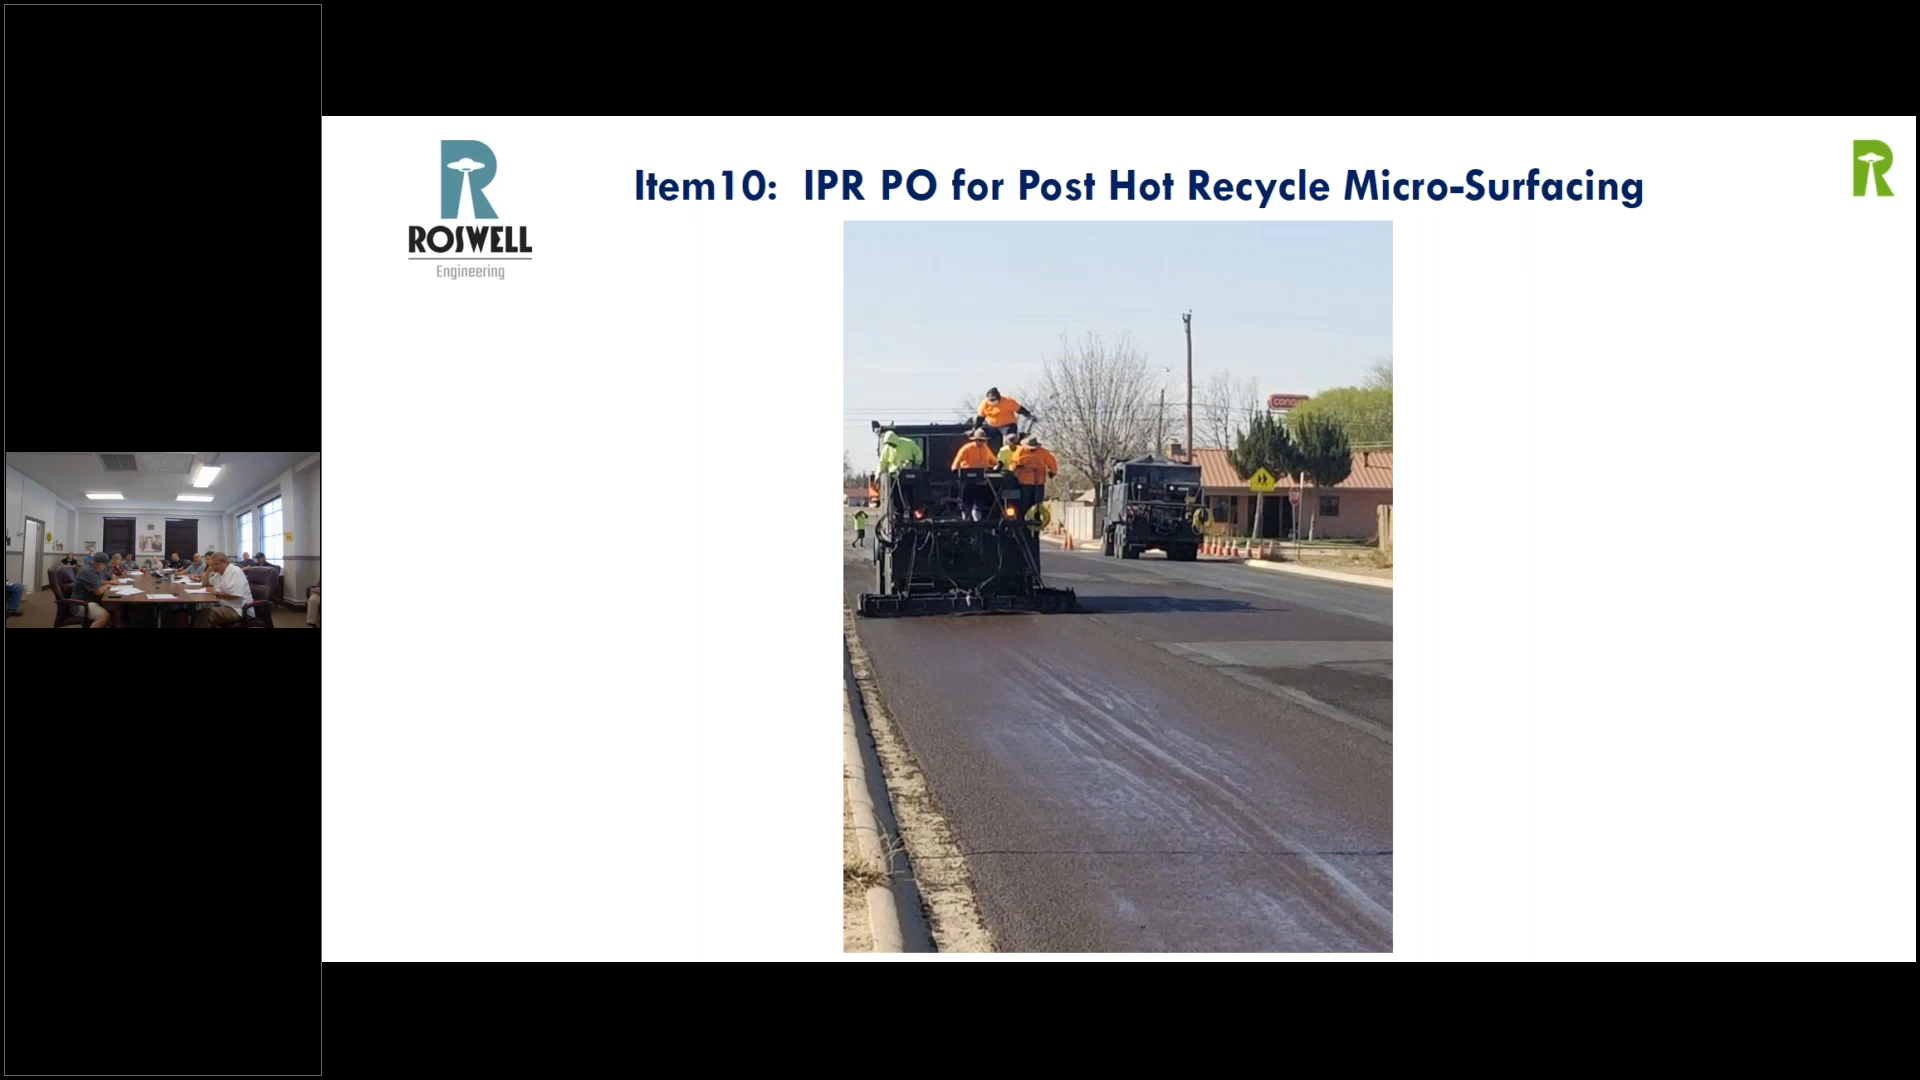 ROSWELL
Engineering
Item10: IPR PO for Post Hot Recycle Micro-Surfacing
R